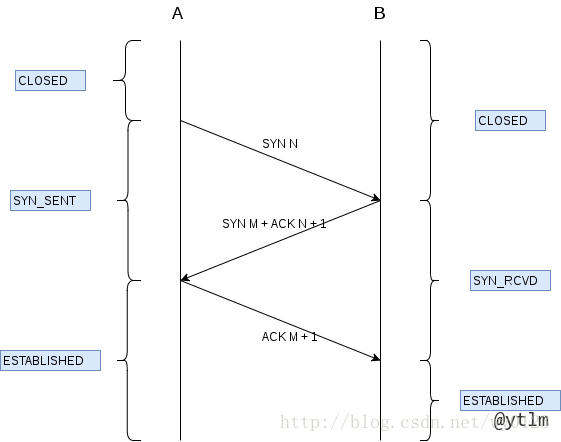 A
B
CLOSED
CLOSED
SYN N
SYN_SENT
SYN M + ACK N + 1
SYN_RCVD
ACK M + 1
ESTABLISHED
ESTABLISHED
http://blog.csdn.net/
@ytlm